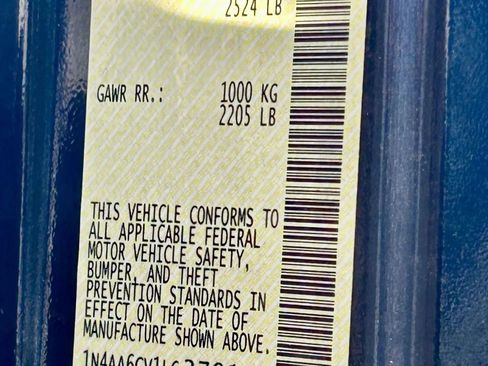 2524 LB
GAWR RR.: 1000 KG
2205 LB
THIS VEHICLE CONFORMS TO
ALL APPLICABLE FEDERAL
MOTOR VEHICLE SAFETY,
BUMPER, AND THEFT
PREVENTION STANDARDS IN
EFFECT ON THE DATE OF
MANUFACTURE SHOWN ABOVE.